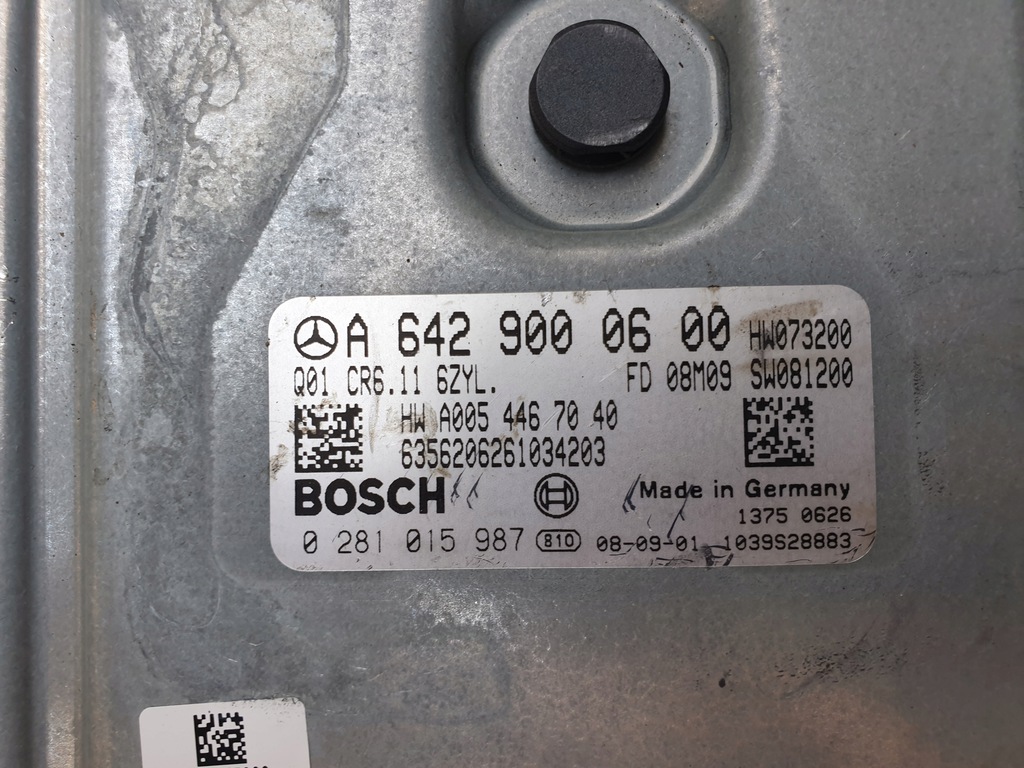 A 642 900 06 00 HW073200
Q01 CR6.11 6ZYL. FD 08M09 SW081200
HW A005 446 70 40
6356206261034203
BOSCH Made in Germany
1375 0626
0 281 015 987 810 08-09-01 1039S28883